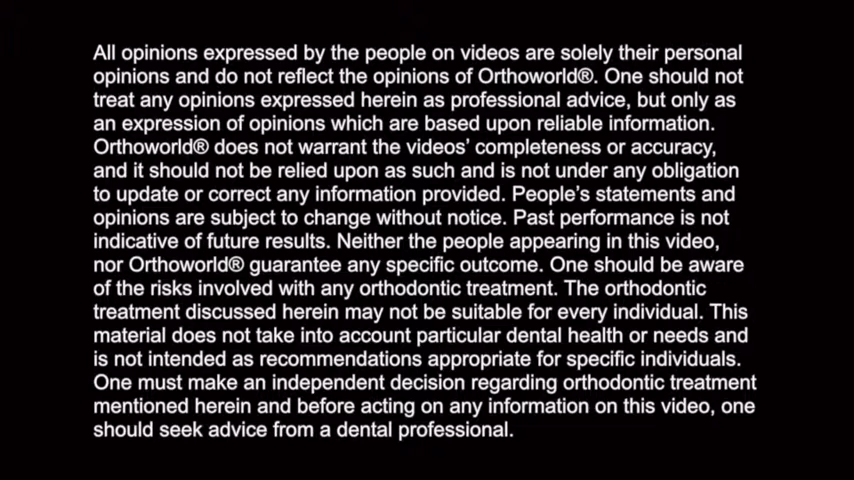 All opinions expressed by the people on videos are solely their personal
opinions and do not reflect the opinions of Orthoworld®. One should not
treat any opinions expressed herein as professional advice, but only as
an expression of opinions which are based upon reliable information.
Orthoworld® does not warrant the videos’ completeness or accuracy,
and it should not be relied upon as such and is not under any obligation
to update or correct any information provided. People’s statements and
opinions are subject to change without notice. Past performance is not
indicative of future results. Neither the people appearing in this video,
nor Orthoworld® guarantee any specific outcome. One should be aware
of the risks involved with any orthodontic treatment. The orthodontic
treatment discussed herein may not be suitable for every individual. This
material does not take into account particular dental health or needs and
is not intended as recommendations appropriate for specific individuals.
One must make an independent decision regarding orthodontic treatment
mentioned herein and before acting on any information on this video, one
should seek advice from a dental professional.